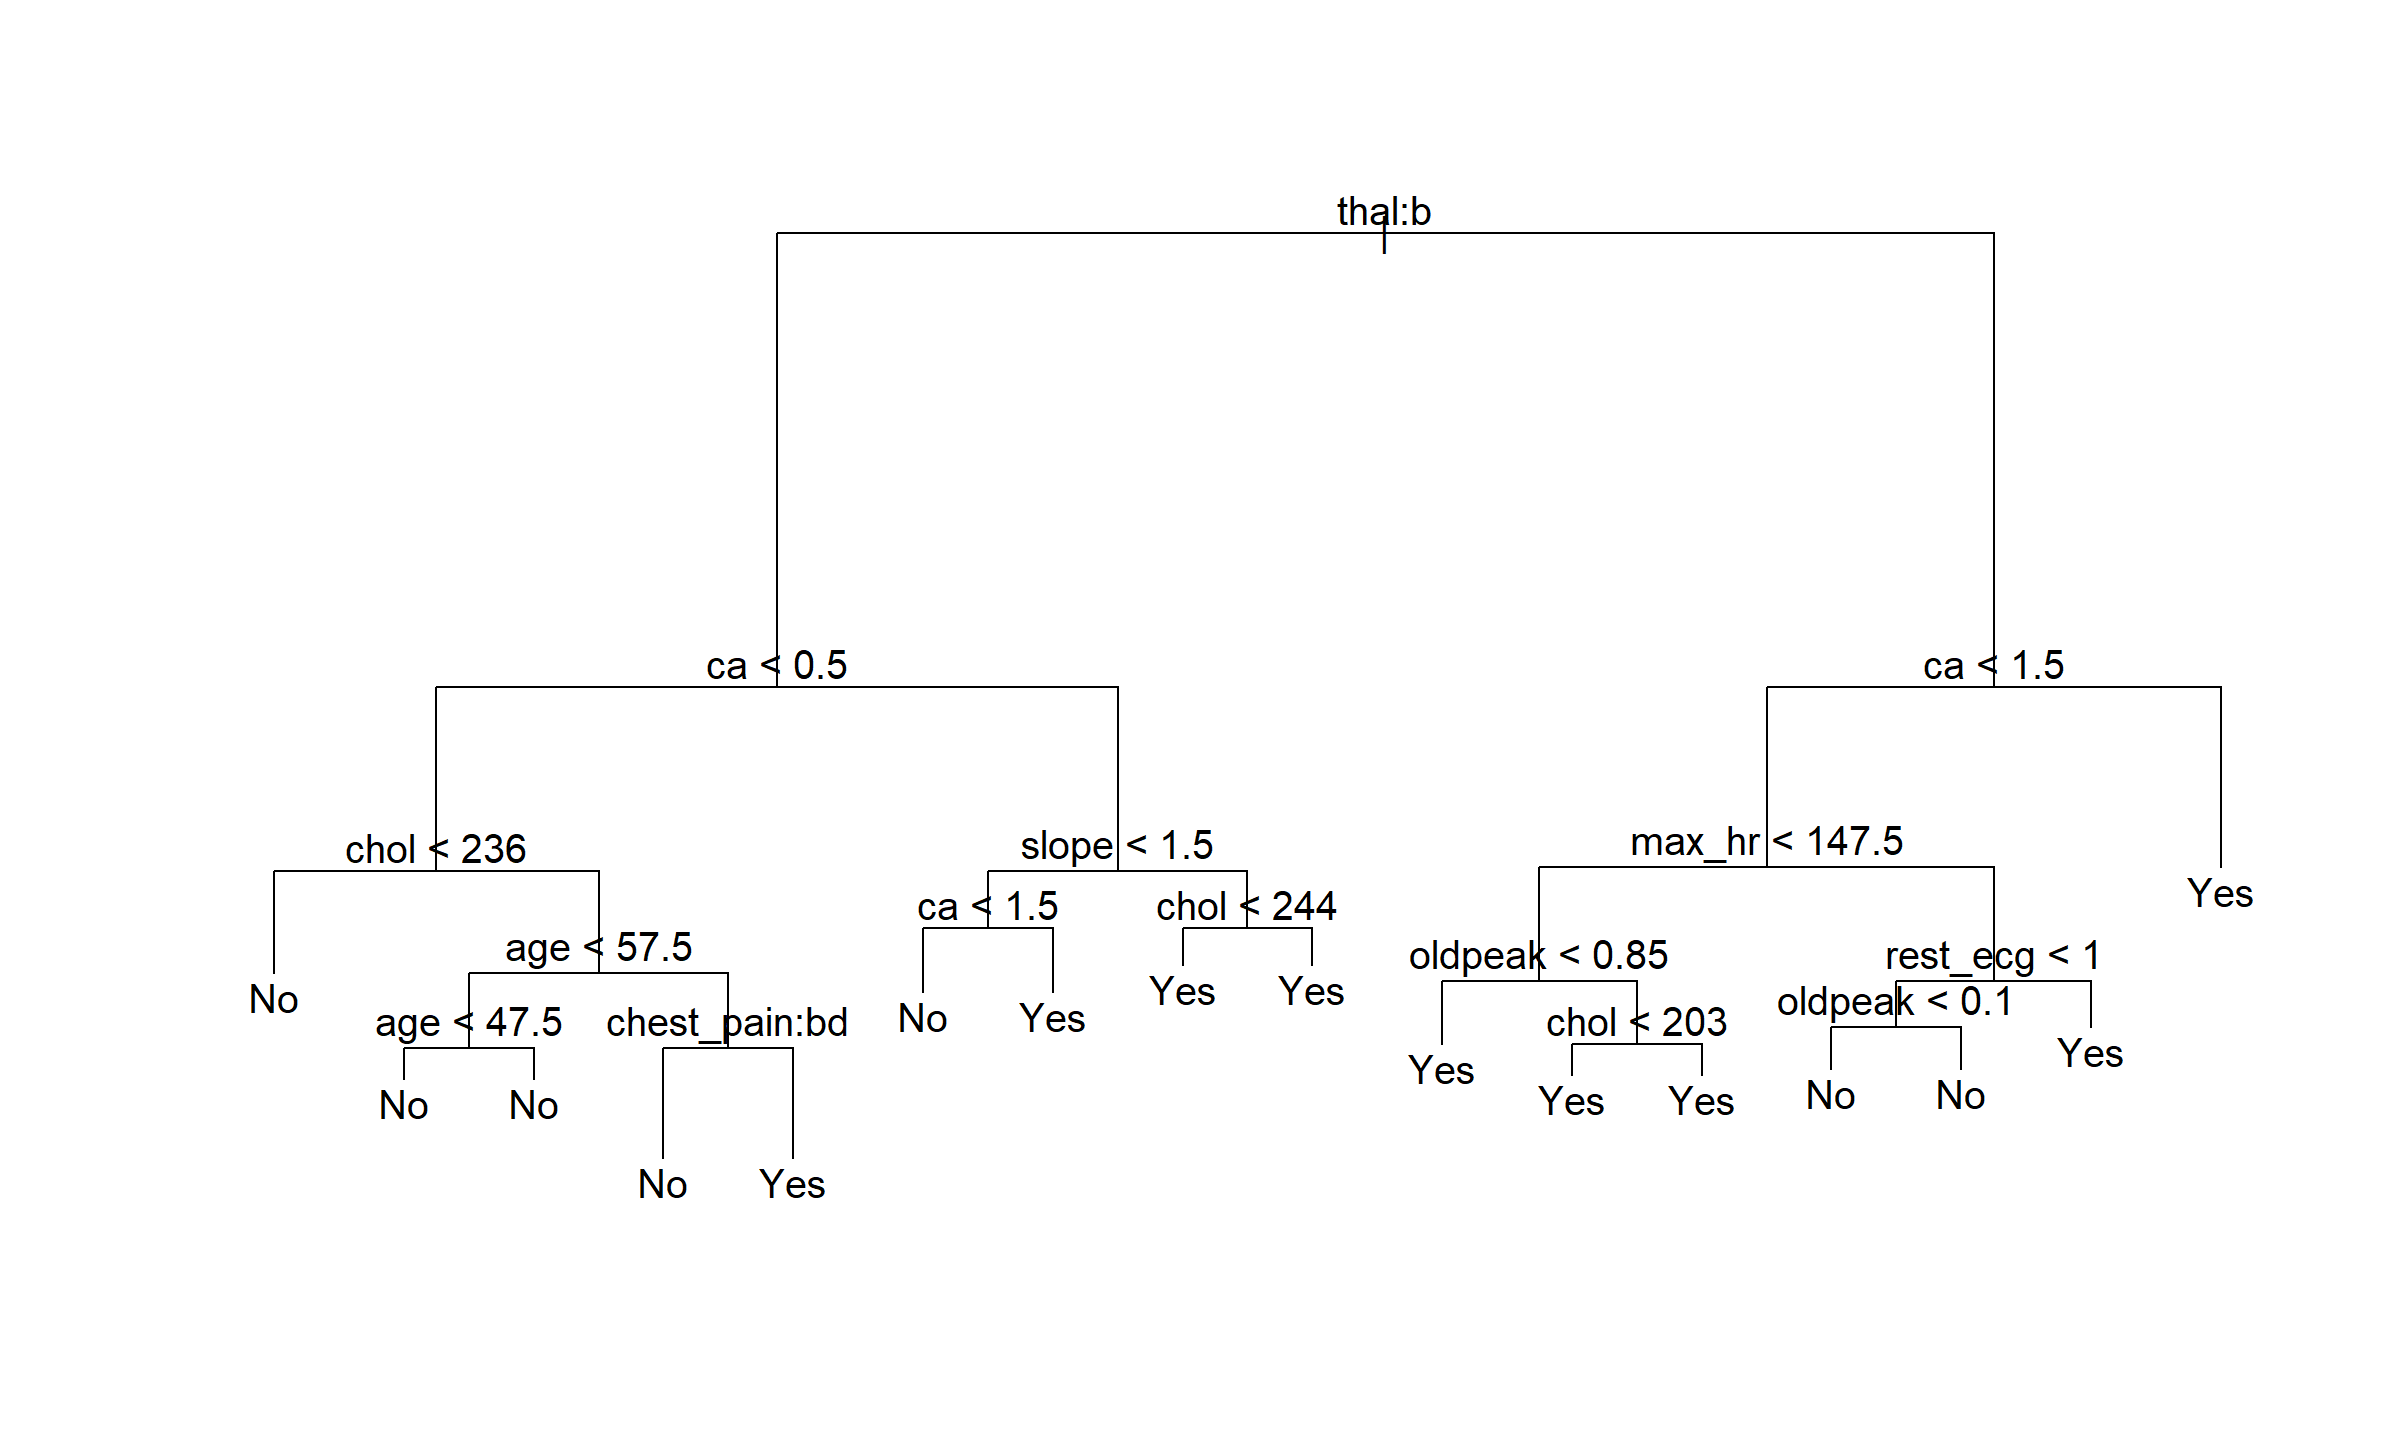 thal:b
ca < 0.5
ca < 1.5
chol < 236
slope < 1.5
max_hr < 147.5
Yes
ca < 1.5
chol < 244
age < 57.5
oldpeak < 0.85
rest_ecg < 1
No
Yes
Yes
oldpeak < 0.1
age < 47.5
chest_pain:bd
No
Yes
chol < 203
Yes
Yes
No
No
Yes
Yes
No
No
No
Yes